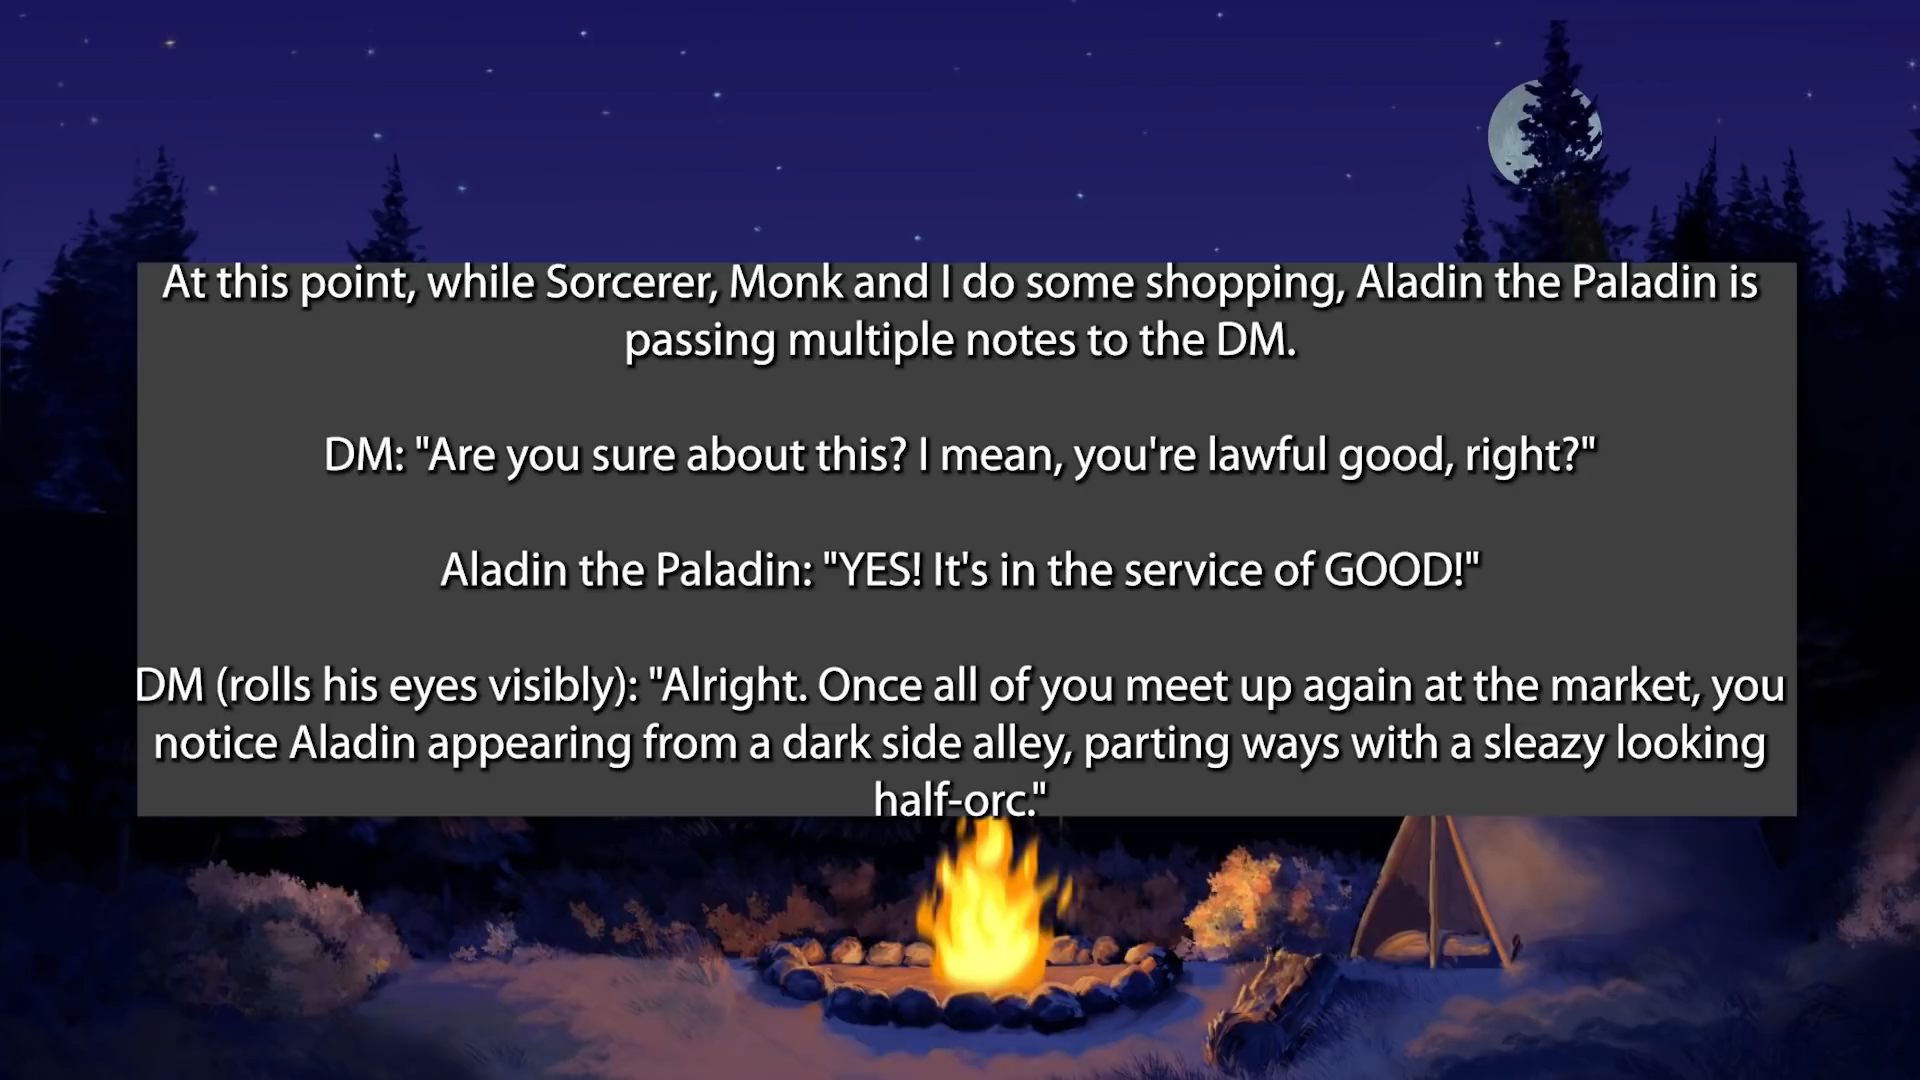 At this point, while Sorcerer, Monk and I do some shopping, Aladin the Paladin is
passing multiple notes to the DM.
DM: "Are you sure about this? I mean, you're lawful good, right?"
Aladin the Paladin: "YES! It's in the service of GOOD!"
DM (rolls his eyes visibly): "Alright. Once all of you meet up again at the market, you
notice Aladin appearing from a dark side alley, parting ways with a sleazy looking
half-orc."